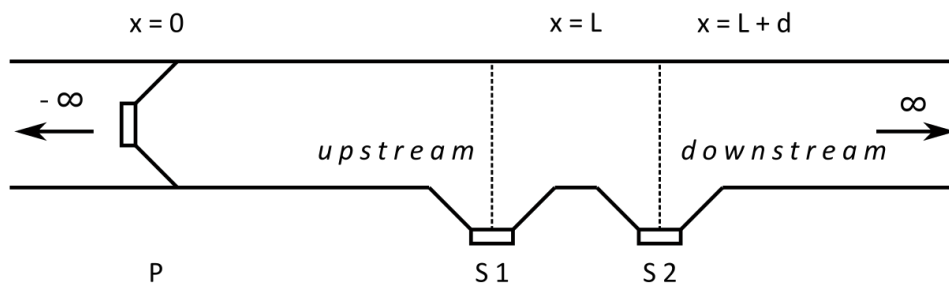 x = 0
x = L
x = L + d
- ∞
∞
upstream
downstream
P
S 1
S 2